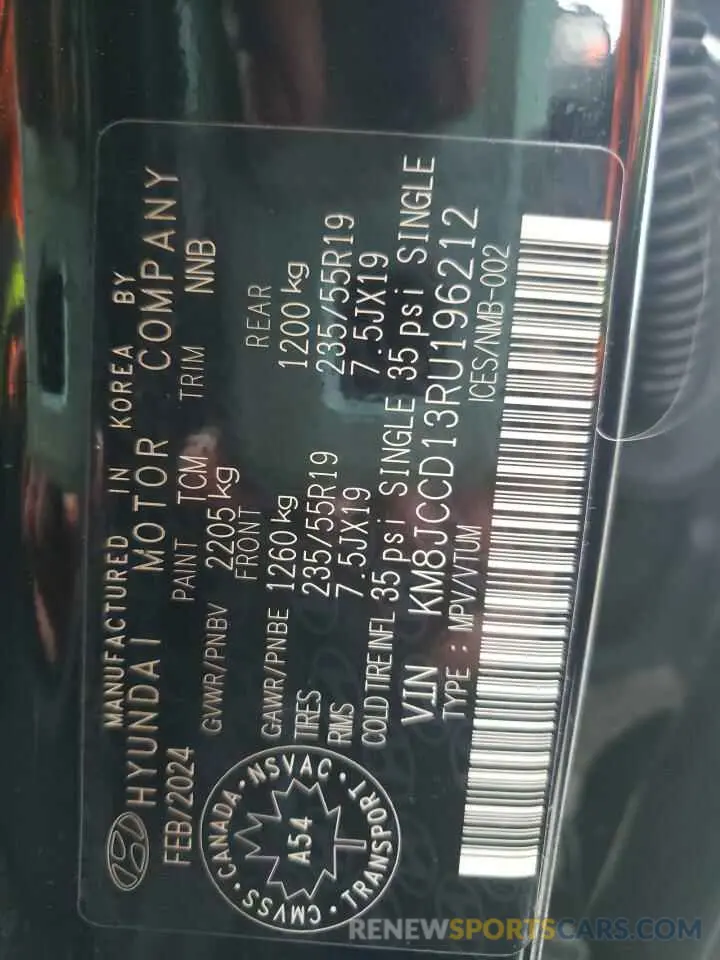 MANUFACTURED IN KOREA BY
HYUNDAI MOTOR COMPANY
FEB/2024 PAINT TCM TRIM NNB
GVWR/PNBV 2205 kg
FRONT REAR
GAWR/PNBE 1260 kg 1200 kg
TIRES 235/55R19 235/55R19
RMS 7.5JX19 7.5JX19
COLD TIRE INFL 35 psi SINGLE 35 psi SINGLE
VIN KM8JCCD13RU196212
TYPE : MPV/VTUM ICES/NMB-002
CANADA · NSVAC · TRANSPORT · CMVSS ·
A54
RENEWSPORTSCARS.COM